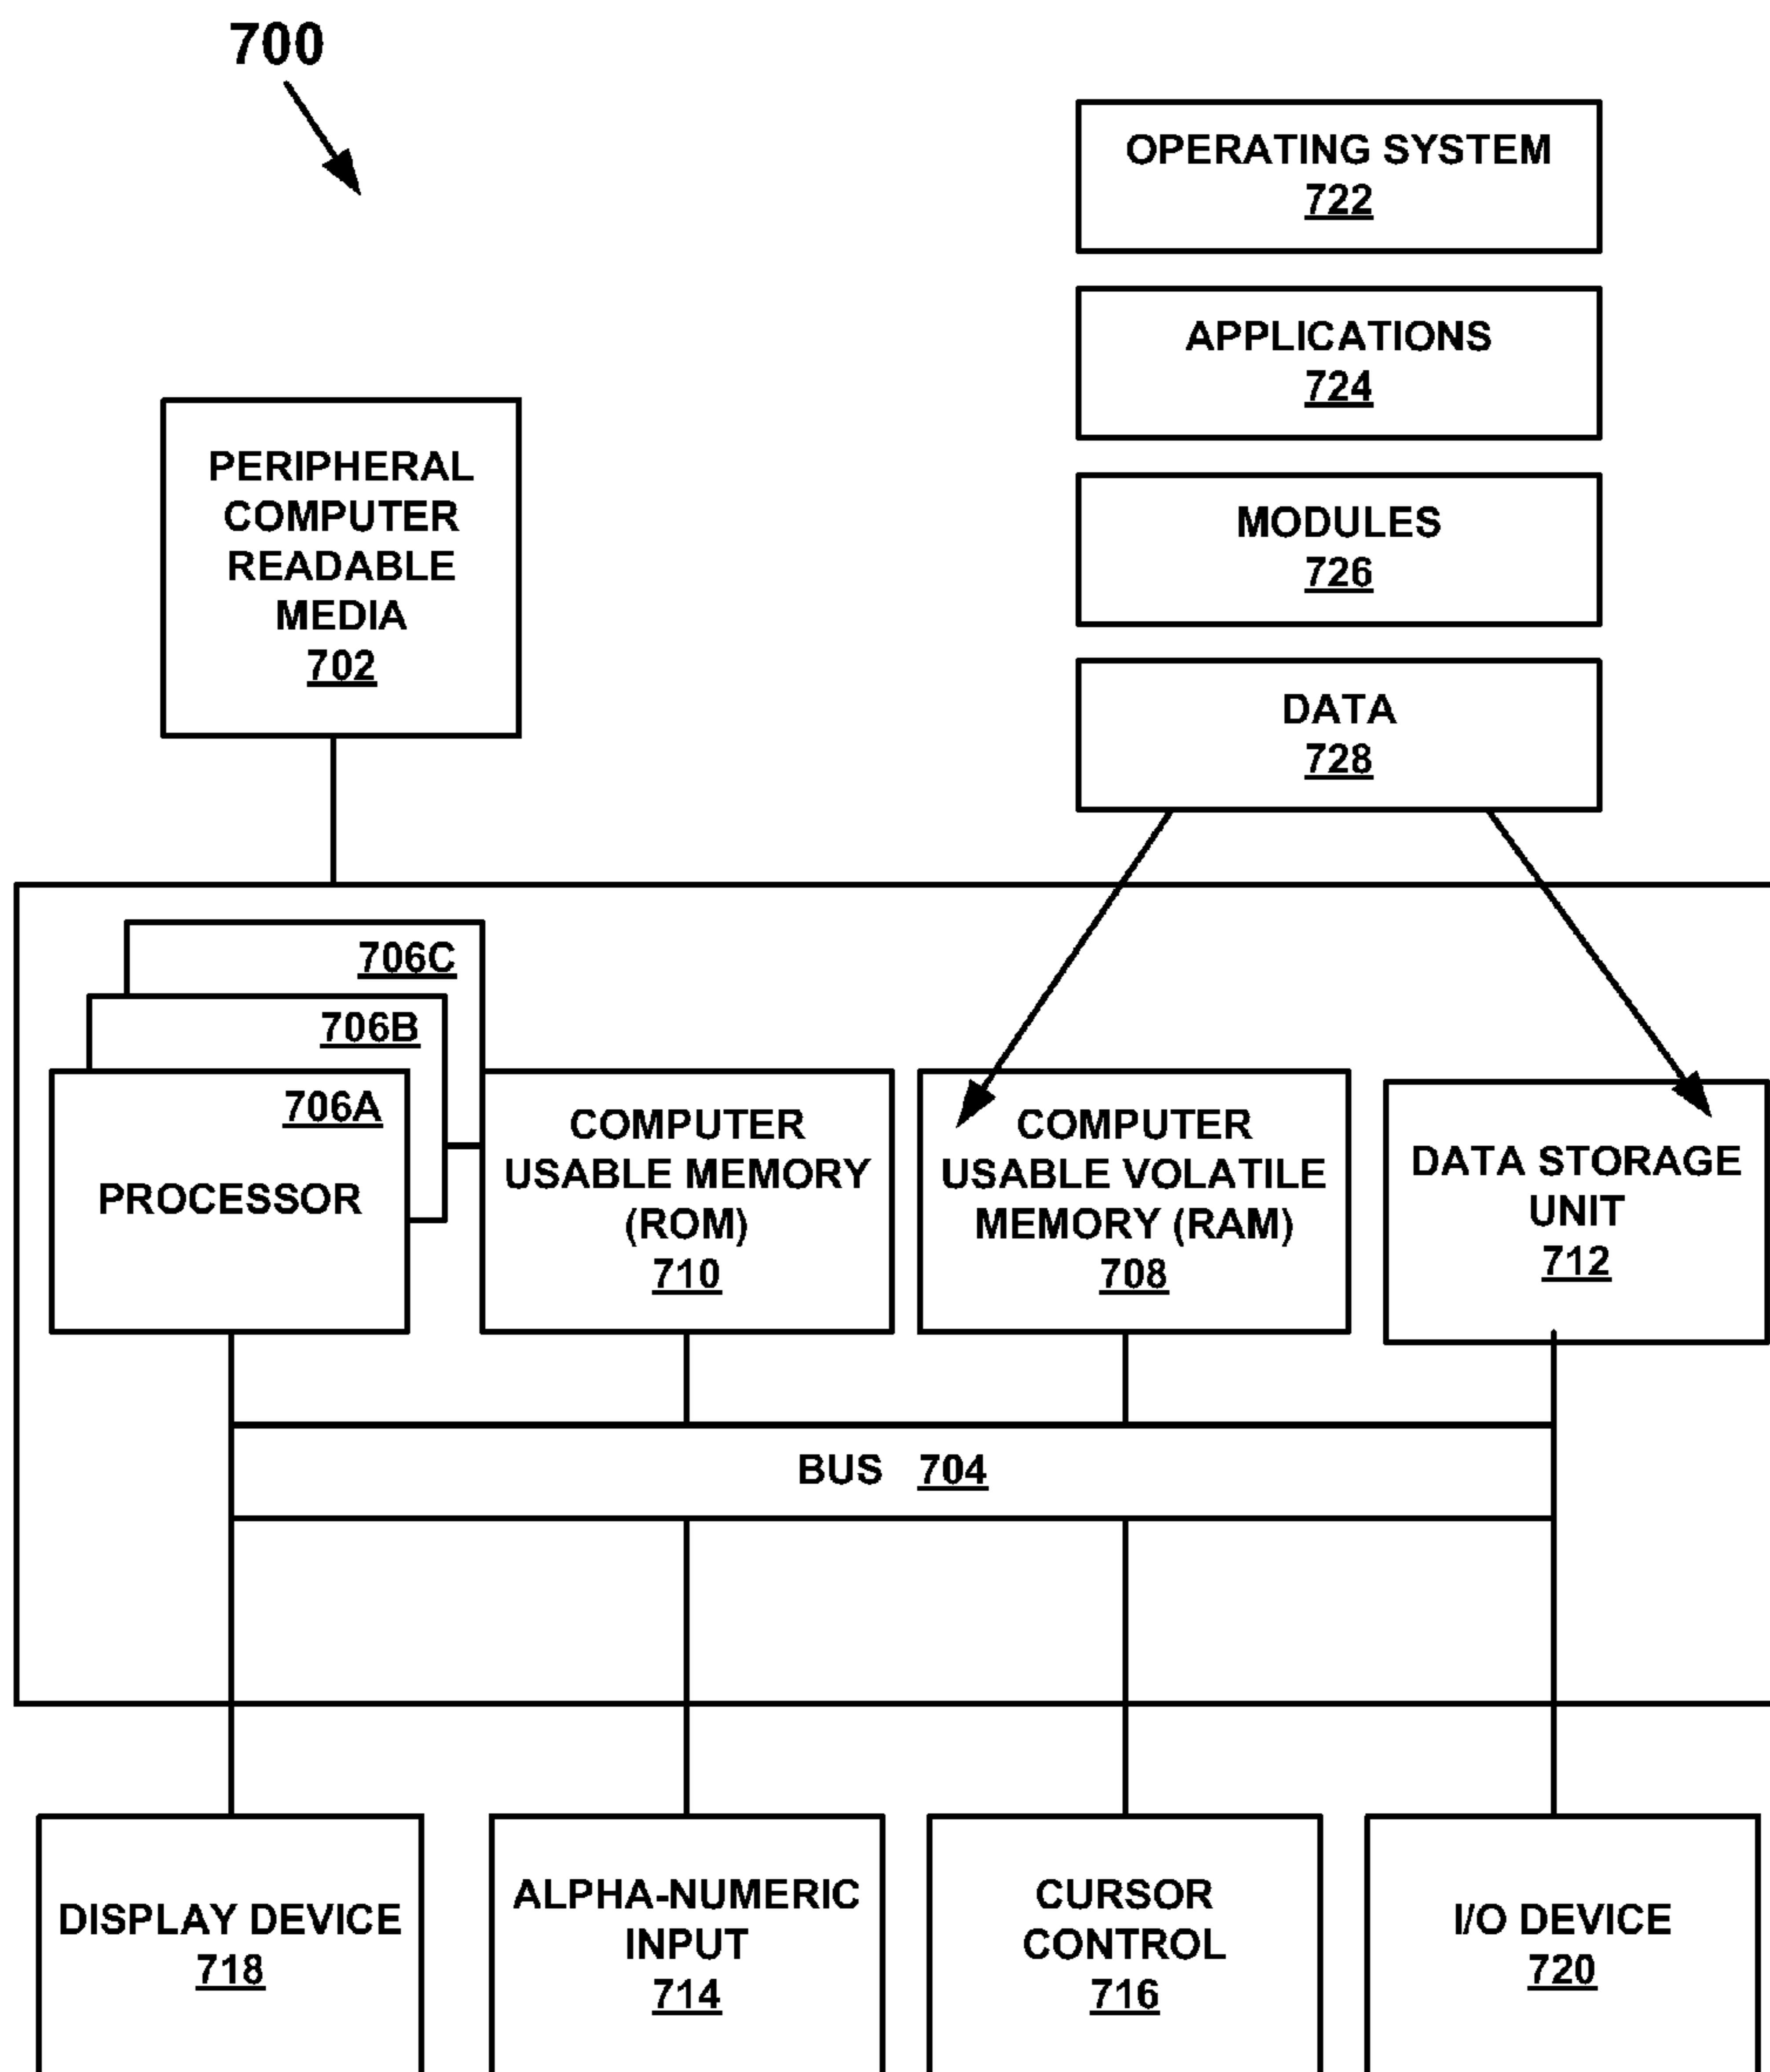 700
OPERATING SYSTEM
722
APPLICATIONS
724
MODULES
726
DATA
728
PERIPHERAL
COMPUTER
READABLE
MEDIA
702
706C
706B
706A
PROCESSOR
COMPUTER
USABLE MEMORY
(ROM)
710
COMPUTER
USABLE VOLATILE
MEMORY (RAM)
708
DATA STORAGE
UNIT
712
BUS 704
DISPLAY DEVICE
718
ALPHA-NUMERIC
INPUT
714
CURSOR
CONTROL
716
I/O DEVICE
720